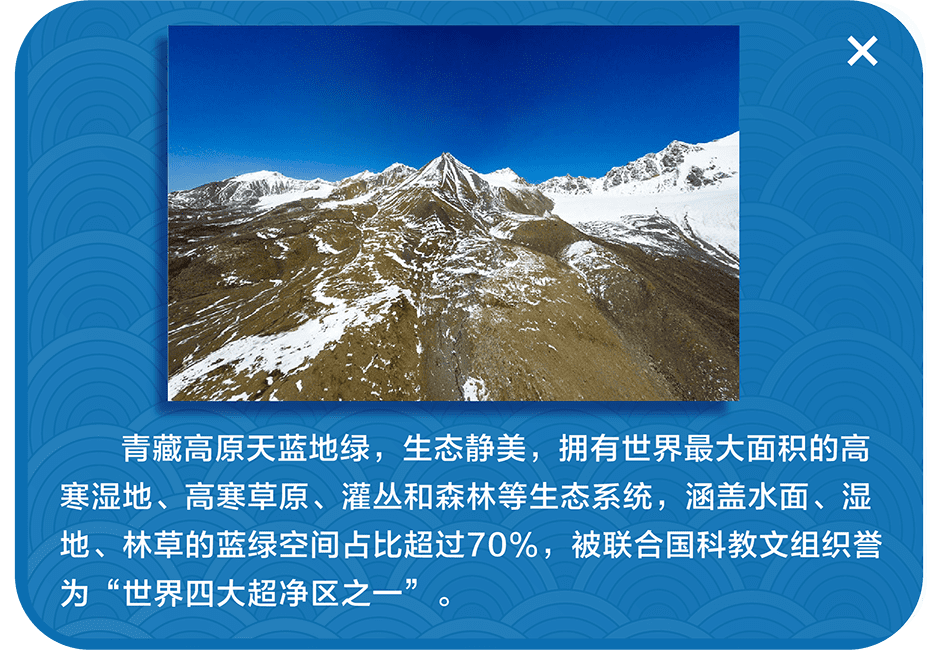 青藏高原天蓝地绿，生态静美，拥有世界最大面积的高
寒湿地、高寒草原、灌丛和森林等生态系统，涵盖水面、湿
地、林草的蓝绿空间占比超过70%，被联合国科教文组织誉
为“世界四大超净区之一”。